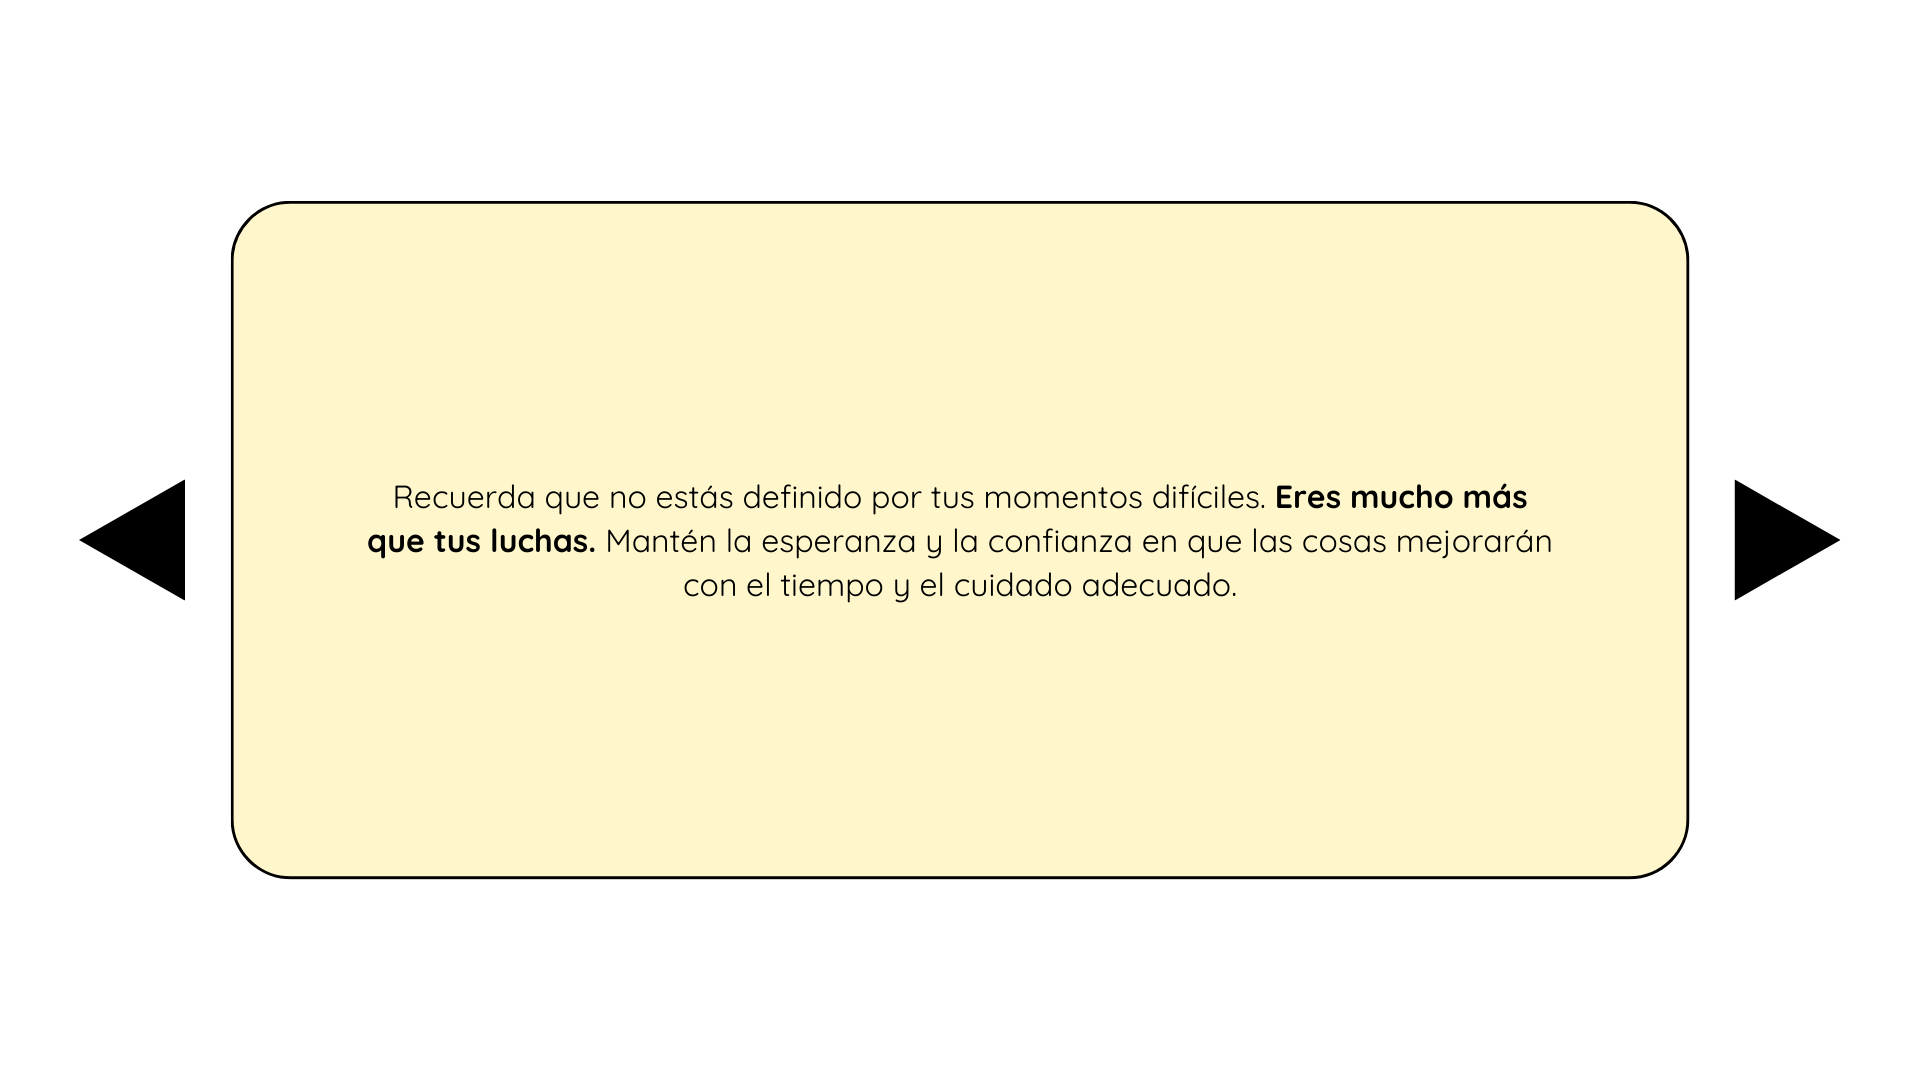 Recuerda que no estás definido por tus momentos difíciles. Eres mucho más
que tus luchas. Mantén la esperanza y la confianza en que las cosas mejorarán
con el tiempo y el cuidado adecuado.